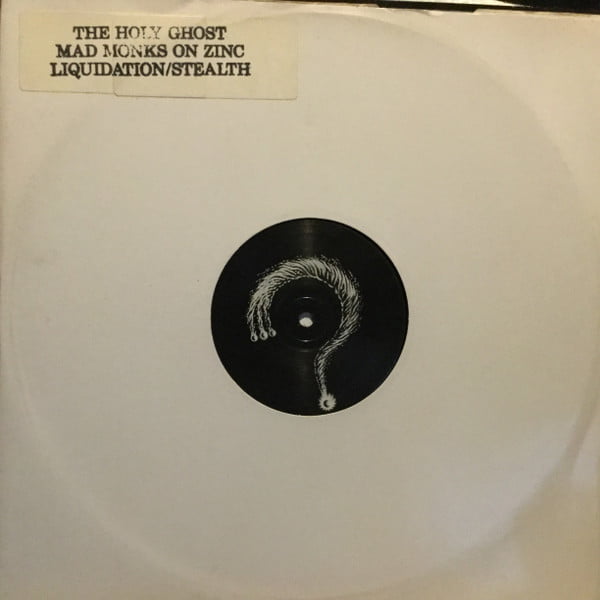 THE HOLY GHOST
MAD MONKS ON ZINC
LIQUIDATION/STEALTH